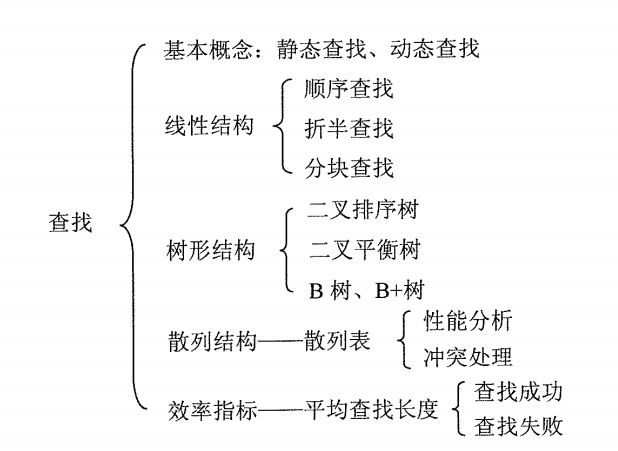 基本概念：静态查找、动态查找
顺序查找
线性结构
折半查找
分块查找
查找
二叉排序树
树形结构
二叉平衡树
B 树、B+树
散列结构——散列表
性能分析
冲突处理
效率指标——平均查找长度
查找成功
查找失败